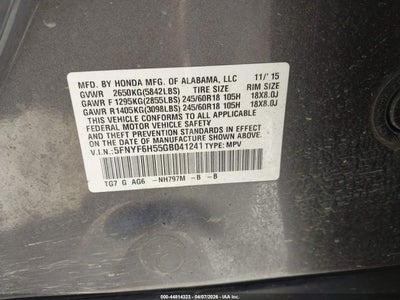 MFD. BY HONDA MFG. OF ALABAMA, LLC 11/'15
GVWR 2650KG(5842LBS) TIRE SIZE RIM SIZE
GAWR F 1295KG(2855LBS) 245/60R18 105H 18X8.0J
GAWR R 1405KG(3098LBS) 245/60R18 105H 18X8.0J
THIS VEHICLE CONFORMS TO ALL APPLICABLE
FEDERAL MOTOR VEHICLE SAFETY AND THEFT
PREVENTION STANDARDS IN EFFECT ON THE
DATE OF MANUFACTURE SHOWN ABOVE.
V.I.N.: 5FNYF6H55GB041241 TYPE: MPV
TG7 G AG6 -NH797M -B -B
IAA: 44814323 - 04/07/2026 - IAA Inc.